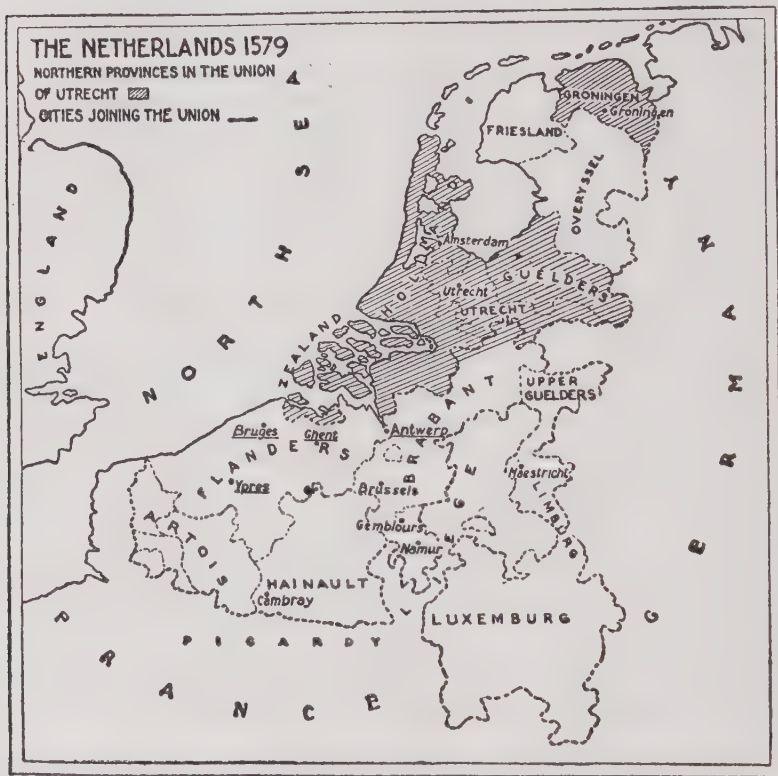 THE NETHERLANDS 1579
NORTHERN PROVINCES IN THE UNION
OF UTRECHT
CITIES JOINING THE UNION
NORTH SEA
ENGLAND
GRONINGEN
Groningen
FRIESLAND
OVERYSSEL
Amsterdam
HOLLAND
GUELDERS
Utrecht
UTRECHT
ZEALAND
UPPER
GUELDERS
BRABANT
Antwerp
Bruges
Ghent
FLANDERS
Ypres
Brussels
Maestricht
LIMBURG
LIEGE
ARTOIS
Gemblours
Namur
HAINAULT
Cambray
LUXEMBURG
PICARDY
FRANCE
GERMANY